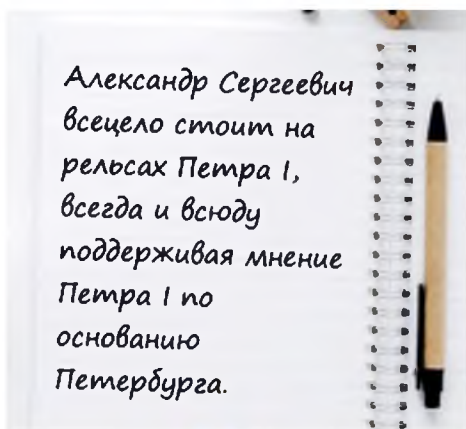 Александр Сергеевич
всецело стоит на
рельсах Петра I,
всегда и всюду
поддерживая мнение
Петра I по
основанию
Петербурга.